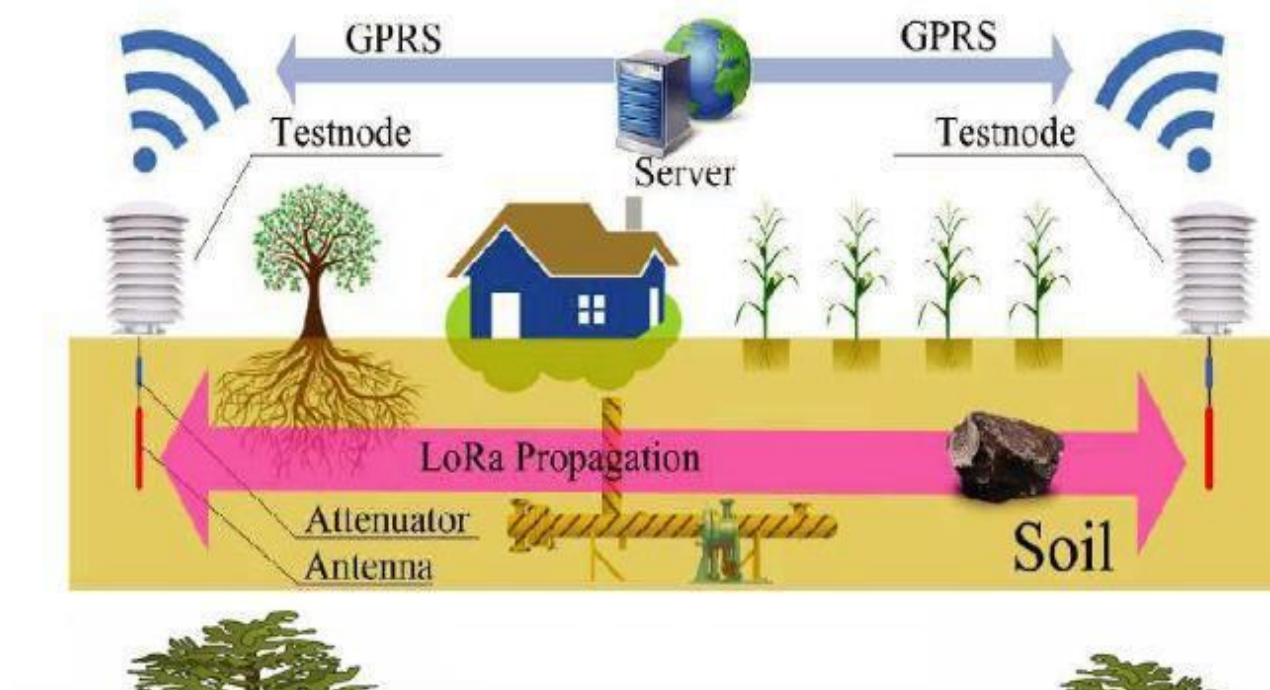 GPRS
GPRS
Testnode
Testnode
Server
LoRa Propagation
Attenuator
Soil
Antenna